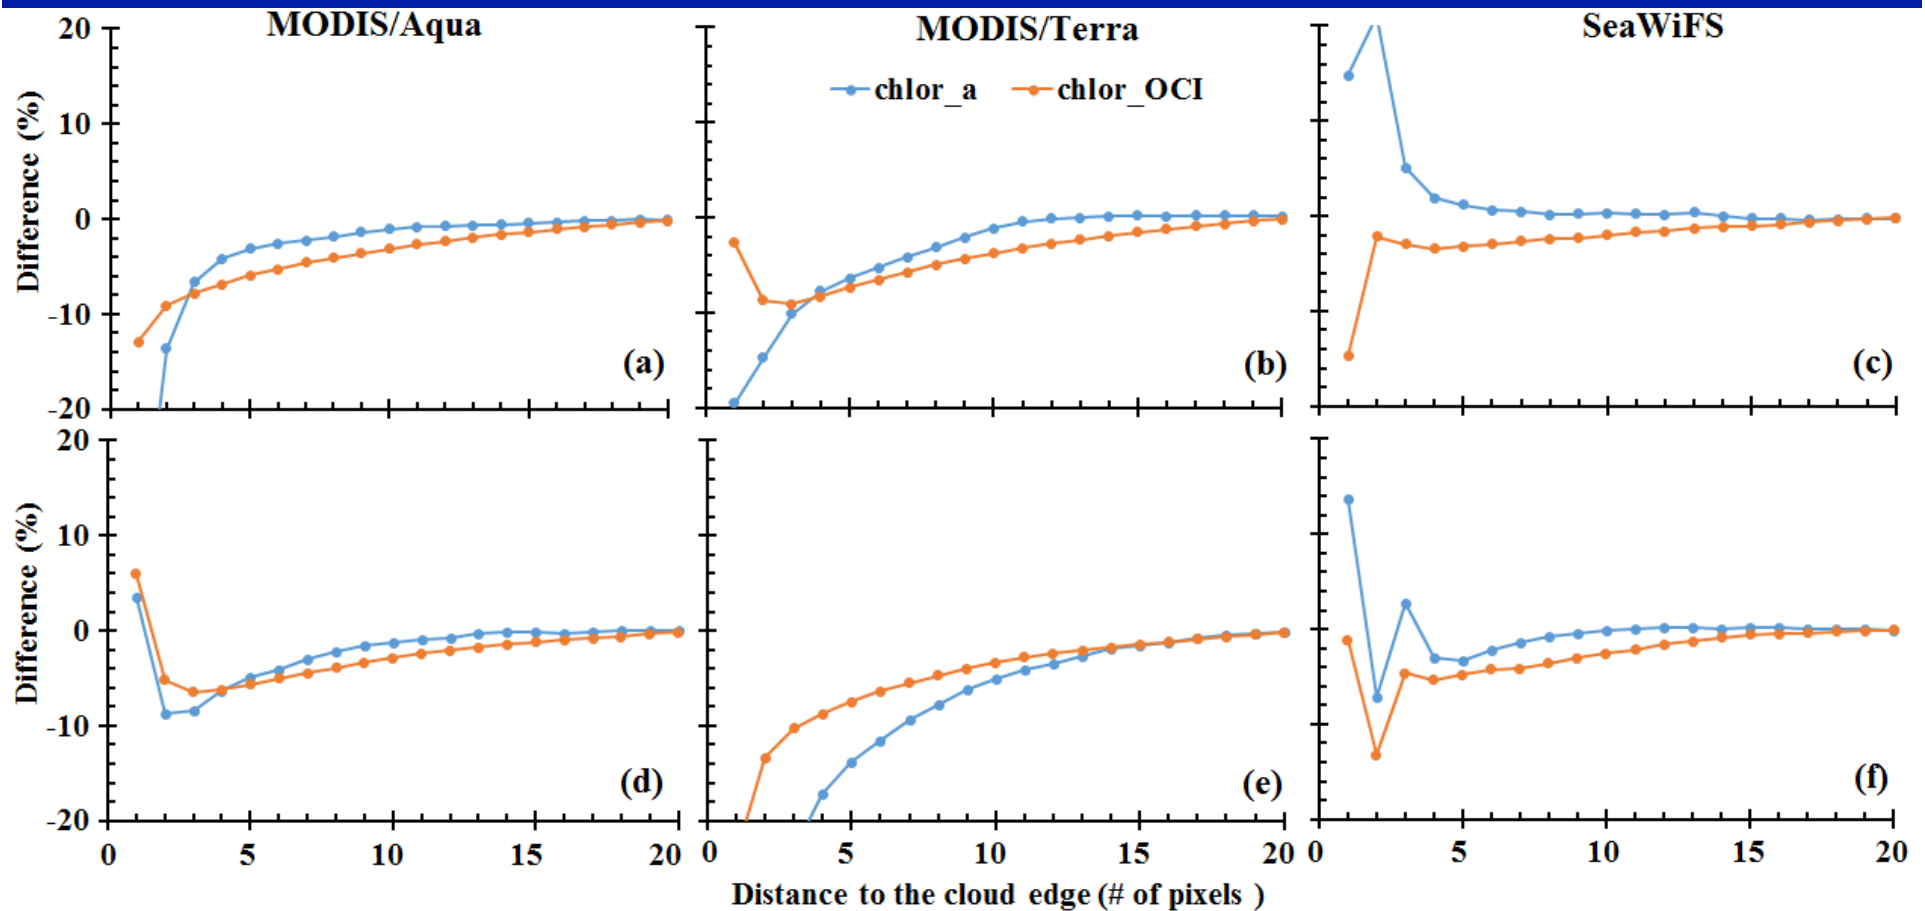 MODIS/Aqua
MODIS/Terra
SeaWiFS
chlor_a
chlor_OCI
Difference (%)
20
10
0
-10
-20
(a)
(b)
(c)
Difference (%)
20
10
0
-10
-20
(d)
(e)
(f)
0 5 10 15 20
0 5 10 15 20
0 5 10 15 20
Distance to the cloud edge (# of pixels )